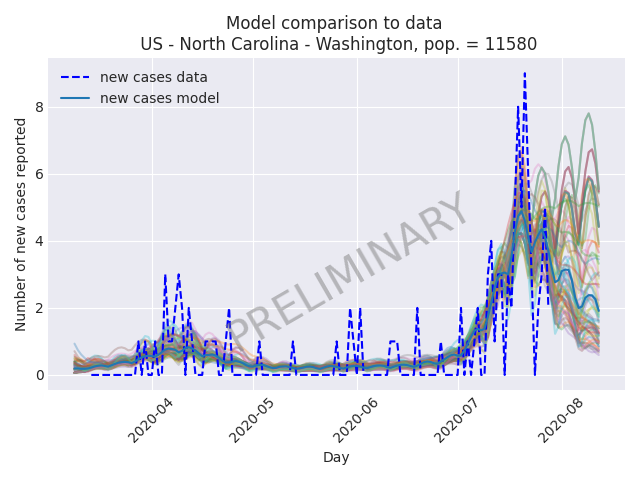 Model comparison to data
US - North Carolina - Washington, pop. = 11580
new cases data
new cases model
Number of new cases reported
8
6
4
2
0
PRELIMINARY
2020-04
2020-05
2020-06
2020-07
2020-08
Day